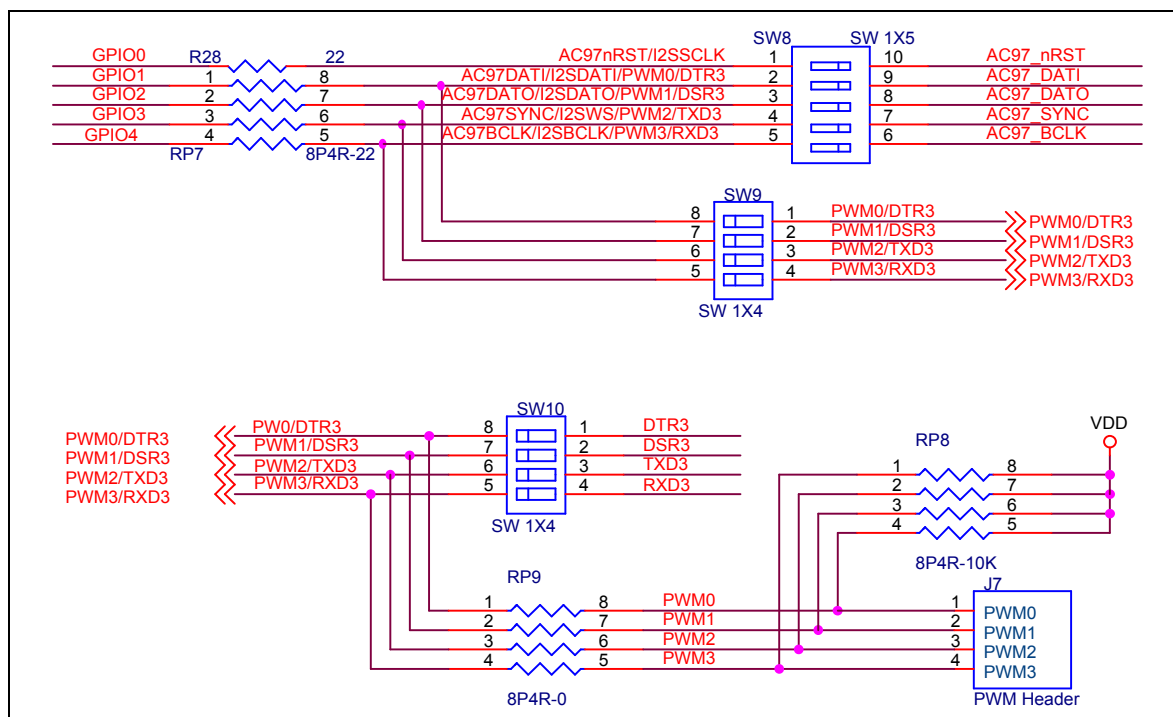 SW8 SW 1X5
GPIO0 R28 22 AC97nRST/I2SSCLK 1 10 AC97_nRST
GPIO1 1 8 AC97DATI/I2SDATI/PWM0/DTR3 2 9 AC97_DATI
GPIO2 2 7 AC97DATO/I2SDATO/PWM1/DSR3 3 8 AC97_DATO
GPIO3 3 6 AC97SYNC/I2SWS/PWM2/TXD3 4 7 AC97_SYNC
GPIO4 4 5 AC97BCLK/I2SBCLK/PWM3/RXD3 5 6 AC97_BCLK
RP7 8P4R-22
SW9
8 1 PWM0/DTR3 PWM0/DTR3
7 2 PWM1/DSR3 PWM1/DSR3
6 3 PWM2/TXD3 PWM2/TXD3
5 4 PWM3/RXD3 PWM3/RXD3
SW 1X4
SW10
PWM0/DTR3 PW0/DTR3 8 1 DTR3
PWM1/DSR3 PWM1/DSR3 7 2 DSR3
PWM2/TXD3 PWM2/TXD3 6 3 TXD3
PWM3/RXD3 PWM3/RXD3 5 4 RXD3
SW 1X4
VDD
RP8
1 8
2 7
3 6
4 5
8P4R-10K
RP9
J7
1 8 PWM0 1 PWM0
2 7 PWM1 2 PWM1
3 6 PWM2 3 PWM2
4 5 PWM3 4 PWM3
8P4R-0
PWM Header